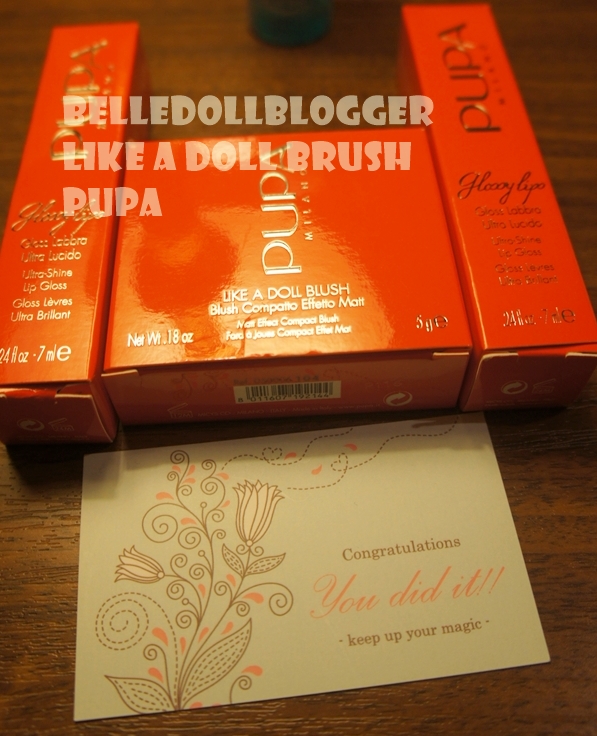 BELLEDOLLBLOGGER
LIKE A DOLL BRUSH
PUPA
PUPA
Glossy lips
Gloss Labbra
Ultra Lucido
Ultra-Shine
Lip Gloss
Gloss Lèvres
Ultra Brillant
.24 fl oz - 7 ml e
PUPA
MILANO
LIKE A DOLL BLUSH
Blush Compatto Effetto Matt
Matt Effect Compact Blush
Fard à joues Compact Effet Mat
Net Wt .18 oz
5 g e
PUPA
MILANO
Glossy lips
Gloss Labbra
Ultra Lucido
Ultra-Shine
Lip Gloss
Gloss Lèvres
Ultra Brillant
.24 fl oz - 7 ml e
Congratulations
You did it!!
- keep up your magic -